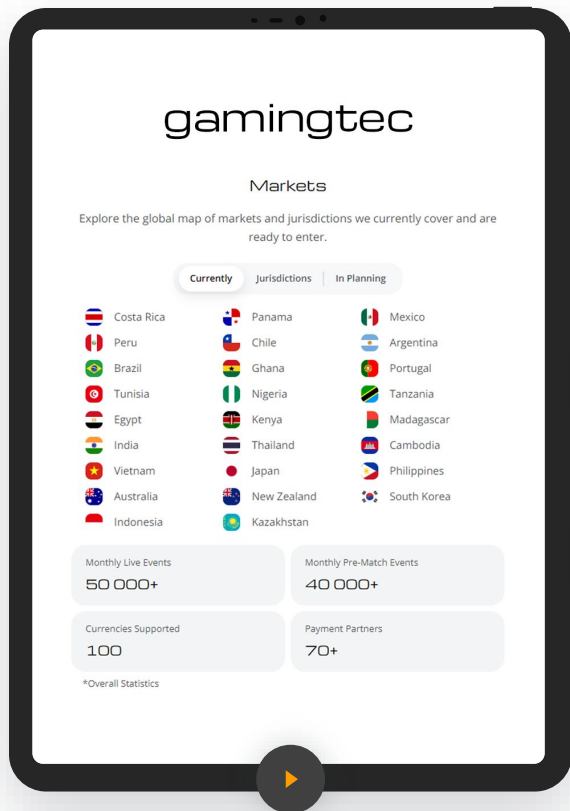 gamingtec
Markets
Explore the global map of markets and jurisdictions we currently cover and are
ready to enter.
Currently Jurisdictions In Planning
Costa Rica Panama Mexico
Peru Chile Argentina
Brazil Ghana Portugal
Tunisia Nigeria Tanzania
Egypt Kenya Madagascar
India Thailand Cambodia
Vietnam Japan Philippines
Australia New Zealand South Korea
Indonesia Kazakhstan
Monthly Live Events Monthly Pre-Match Events
50 000+ 40 000+
Currencies Supported Payment Partners
100 70+
*Overall Statistics